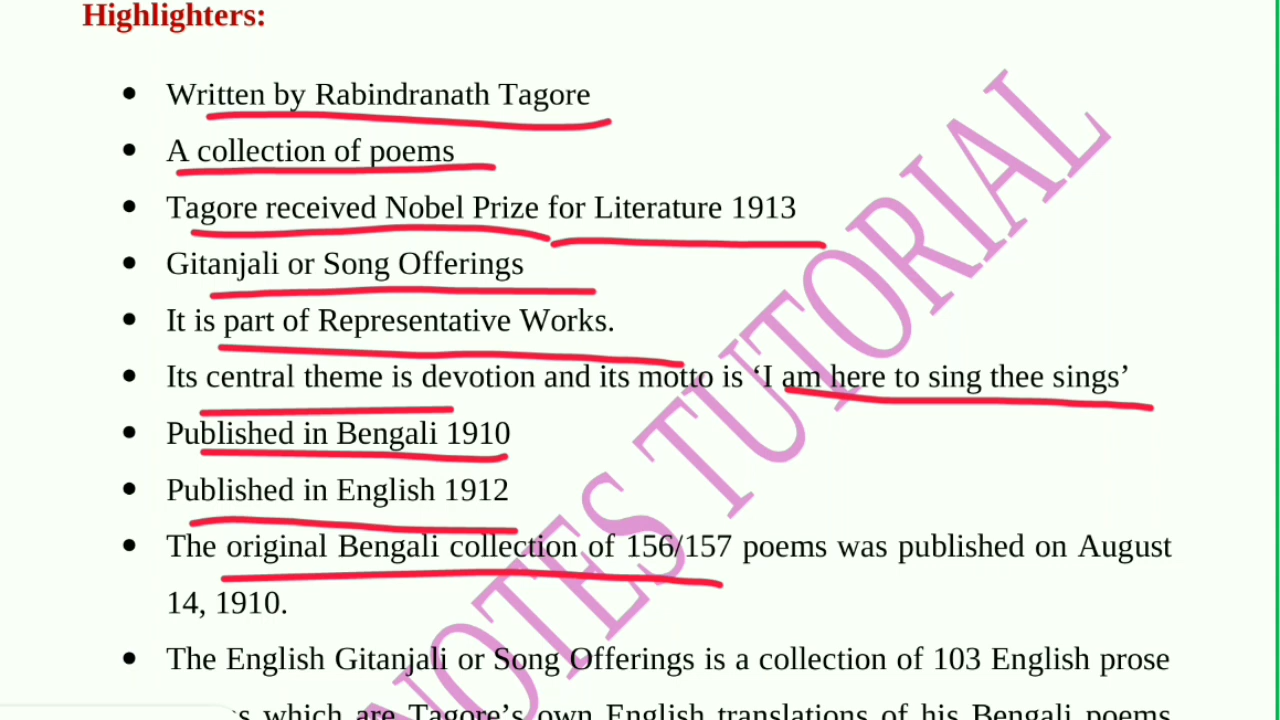 Highlighters:
• Written by Rabindranath Tagore
• A collection of poems
• Tagore received Nobel Prize for Literature 1913
• Gitanjali or Song Offerings
• It is part of Representative Works.
• Its central theme is devotion and its motto is ‘I am here to sing thee sings’
• Published in Bengali 1910
• Published in English 1912
• The original Bengali collection of 156/157 poems was published on August
14, 1910.
• The English Gitanjali or Song Offerings is a collection of 103 English prose
which are Tagore’s own English translations of his Bengali poems
NOTES TUTORIAL